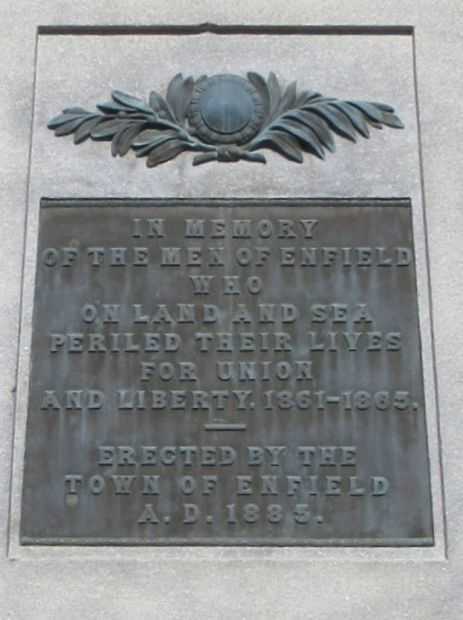 IN MEMORY
OF THE MEN OF ENFIELD
WHO
ON LAND AND SEA
PERILED THEIR LIVES
FOR UNION
AND LIBERTY. 1861-1865.
ERECTED BY THE
TOWN OF ENFIELD
A. D. 1885.